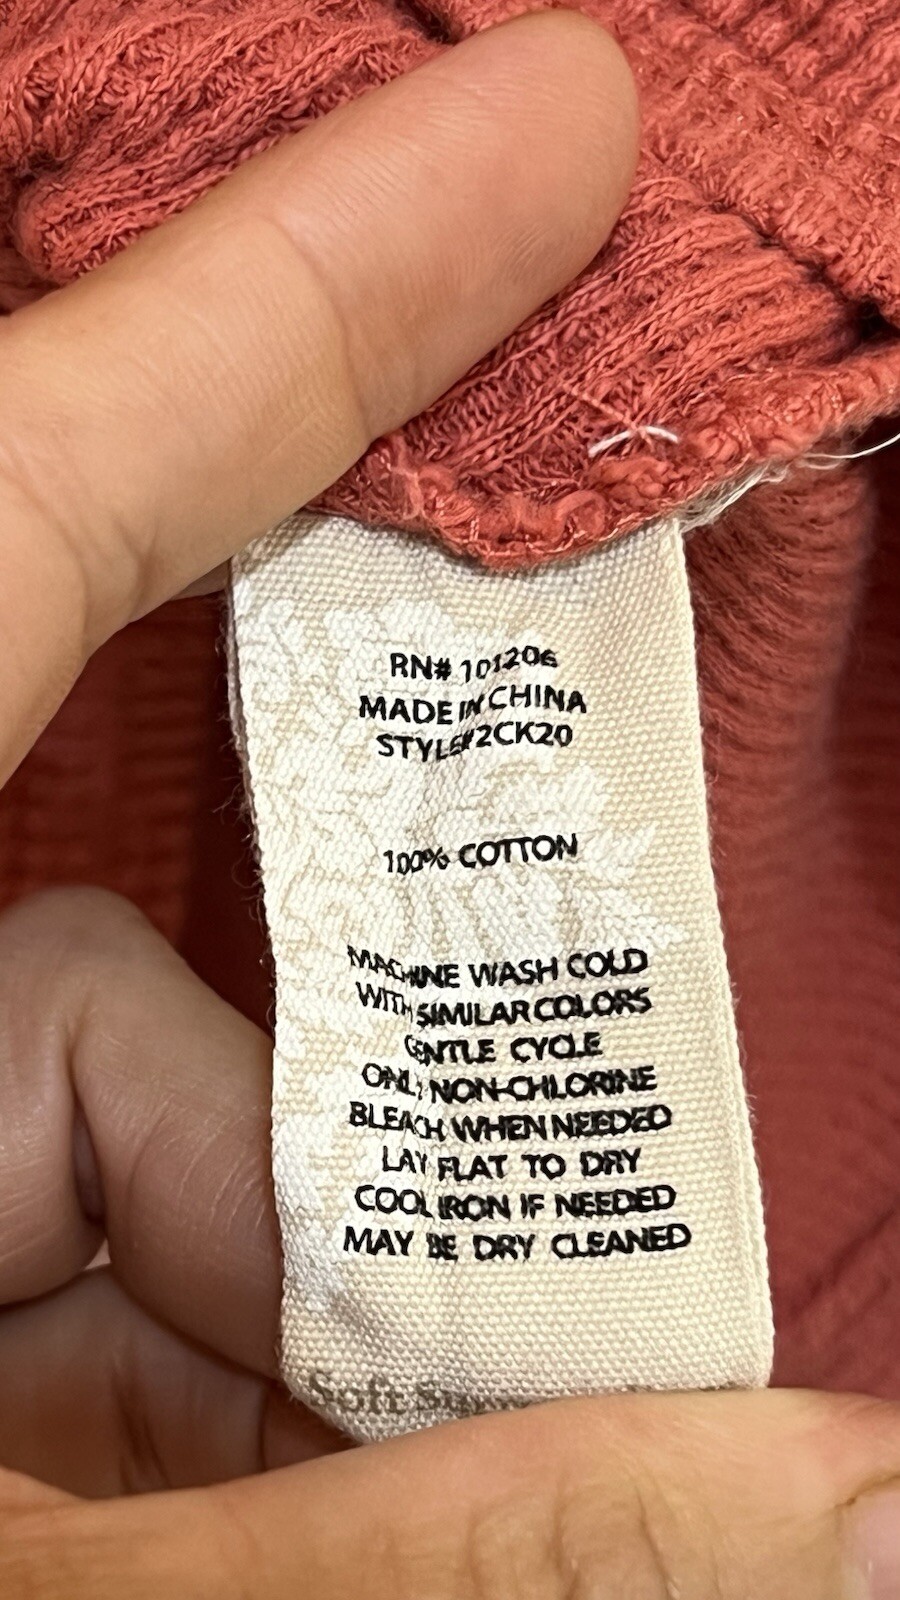 RN# 101206
MADE IN CHINA
STYLE#2CK20
100% COTTON
MACHINE WASH COLD
WITH SIMILAR COLORS
GENTLE CYCLE
ONLY NON-CHLORINE
BLEACH WHEN NEEDED
LAY FLAT TO DRY
COOL IRON IF NEEDED
MAY BE DRY CLEANED
Soft